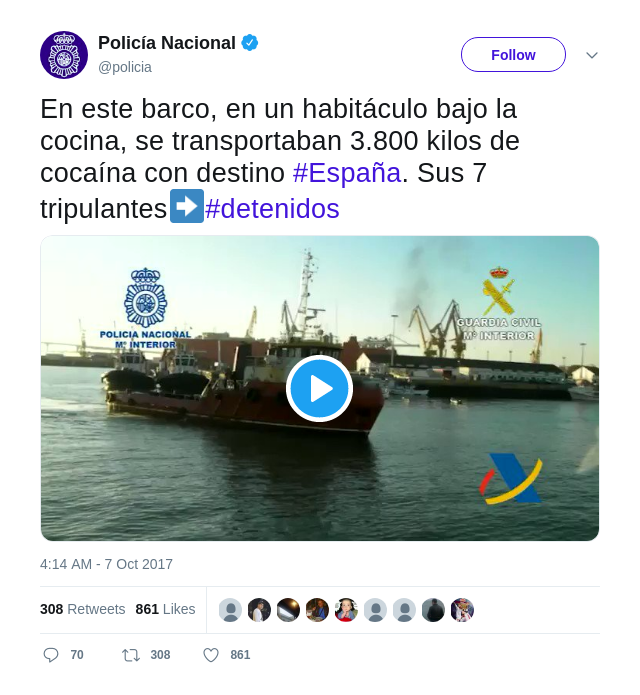 Policía Nacional
@policia
Follow
En este barco, en un habitáculo bajo la
cocina, se transportaban 3.800 kilos de
cocaína con destino #España. Sus 7
tripulantes➡️#detenidos
POLICIA NACIONAL
Mº INTERIOR
GUARDIA CIVIL
Mº INTERIOR
4:14 AM - 7 Oct 2017
308 Retweets 861 Likes
70 308 861